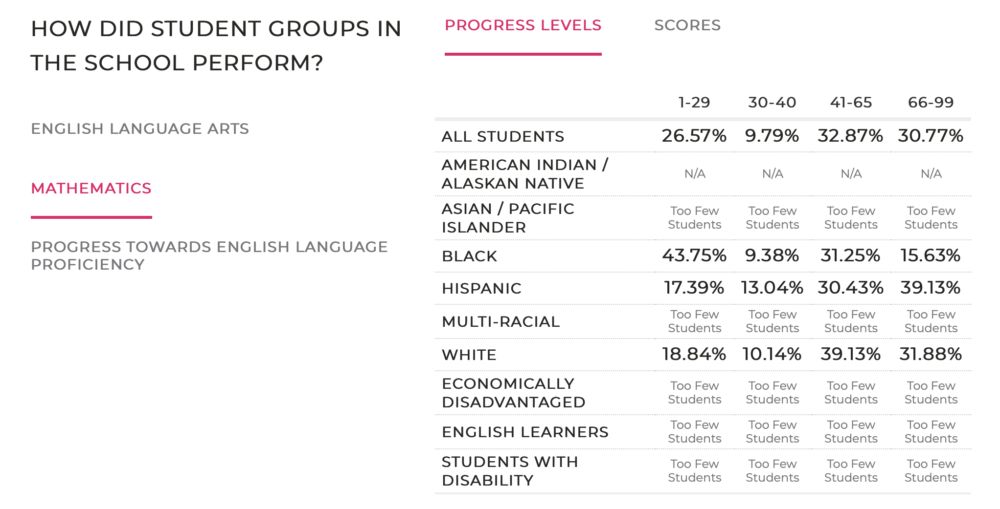 HOW DID STUDENT GROUPS IN
THE SCHOOL PERFORM?
ENGLISH LANGUAGE ARTS
MATHEMATICS
PROGRESS TOWARDS ENGLISH LANGUAGE
PROFICIENCY
PROGRESS LEVELS SCORES
1-29 30-40 41-65 66-99
ALL STUDENTS 26.57% 9.79% 32.87% 30.77%
AMERICAN INDIAN /
ALASKAN NATIVE N/A N/A N/A N/A
ASIAN / PACIFIC Too Few Too Few Too Few Too Few
ISLANDER Students Students Students Students
BLACK 43.75% 9.38% 31.25% 15.63%
HISPANIC 17.39% 13.04% 30.43% 39.13%
MULTI-RACIAL Too Few Too Few Too Few Too Few
Students Students Students Students
WHITE 18.84% 10.14% 39.13% 31.88%
ECONOMICALLY Too Few Too Few Too Few Too Few
DISADVANTAGED Students Students Students Students
ENGLISH LEARNERS Too Few Too Few Too Few Too Few
Students Students Students Students
STUDENTS WITH Too Few Too Few Too Few Too Few
DISABILITY Students Students Students Students